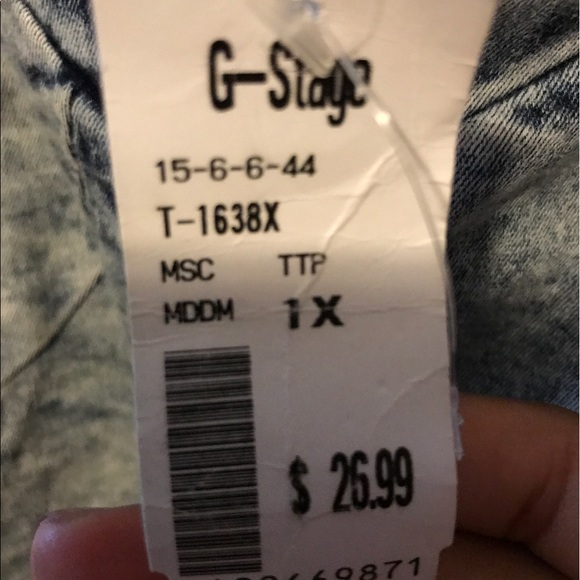 G-Stage
15-6-6-44
T-1638X
MSC TTP
MDDM 1X
$ 26.99